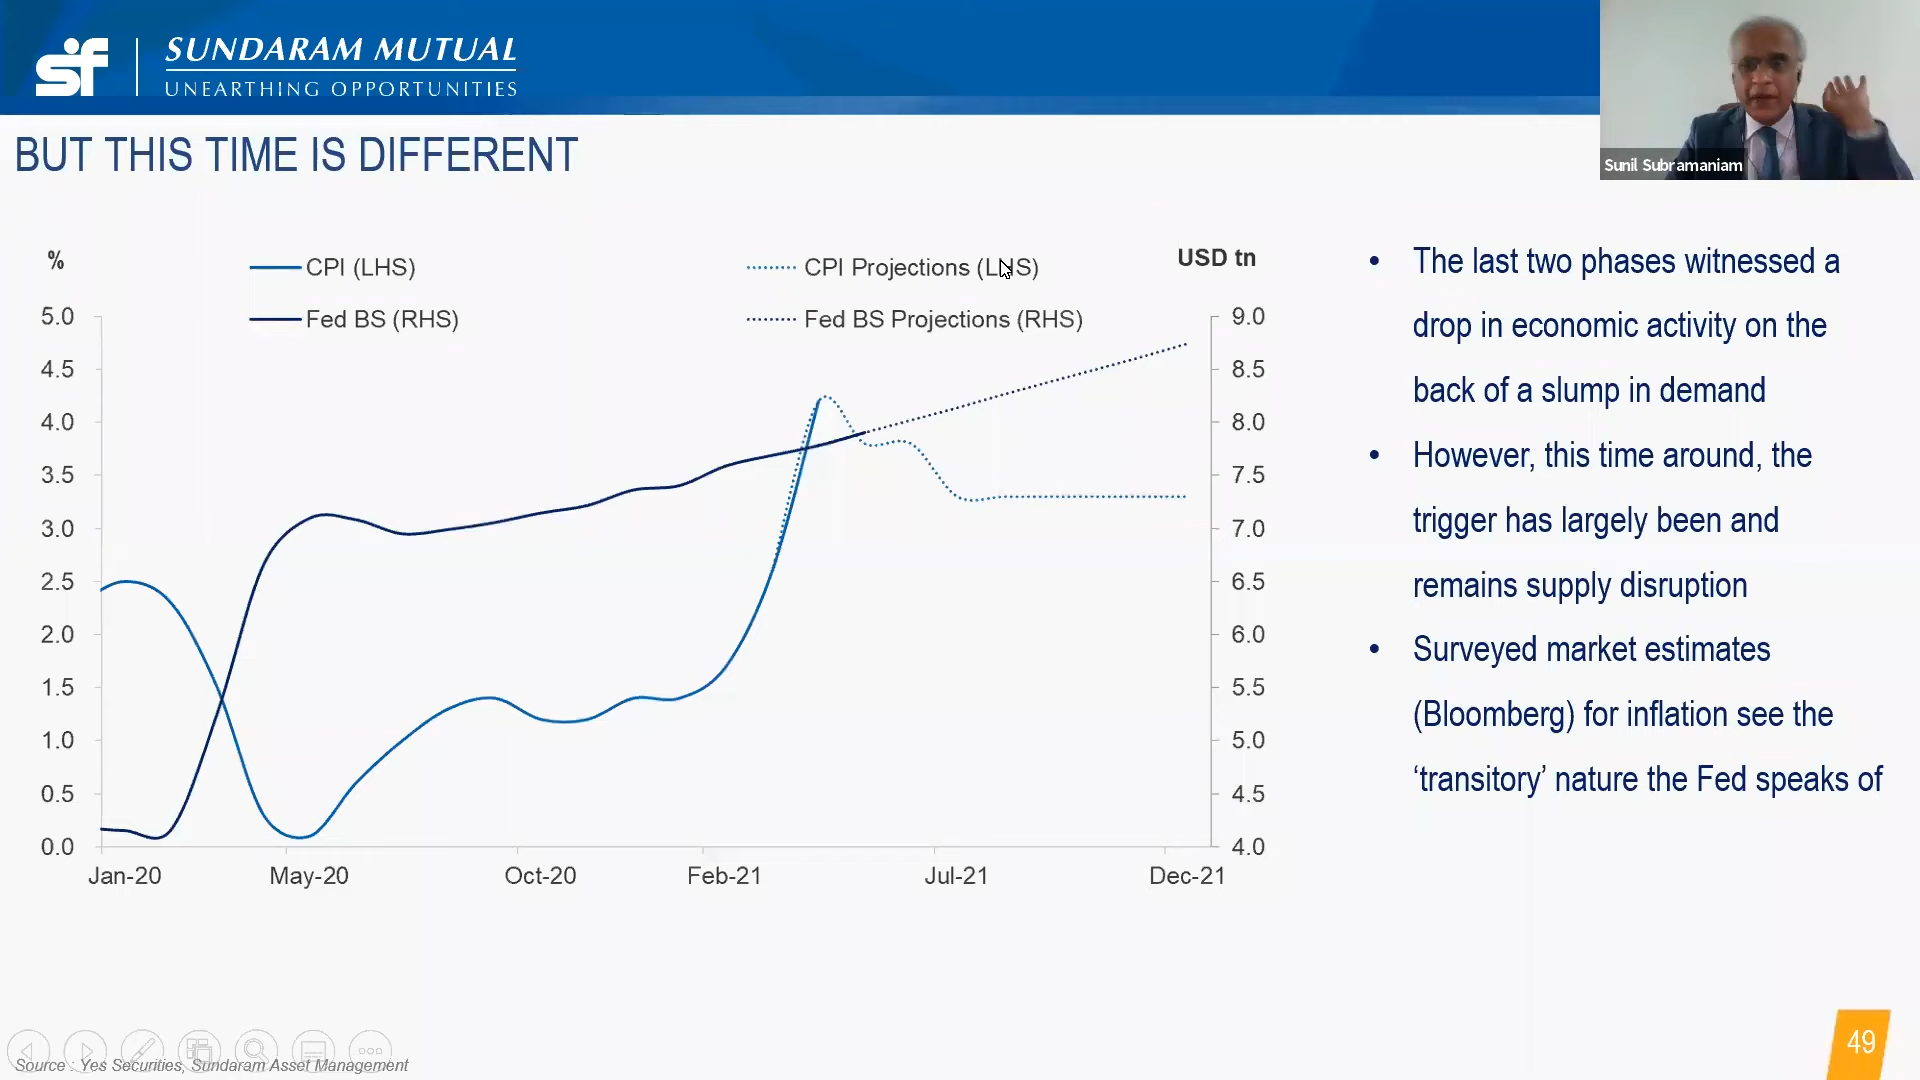 sf
SUNDARAM MUTUAL
UNEARTHING OPPORTUNITIES
Sunil Subramaniam
BUT THIS TIME IS DIFFERENT
%
CPI (LHS)
CPI Projections (LHS)
USD tn
Fed BS (RHS)
Fed BS Projections (RHS)
5.0
4.5
4.0
3.5
3.0
2.5
2.0
1.5
1.0
0.5
0.0
9.0
8.5
8.0
7.5
7.0
6.5
6.0
5.5
5.0
4.5
4.0
Jan-20
May-20
Oct-20
Feb-21
Jul-21
Dec-21
• The last two phases witnessed a
drop in economic activity on the
back of a slump in demand
• However, this time around, the
trigger has largely been and
remains supply disruption
• Surveyed market estimates
(Bloomberg) for inflation see the
‘transitory’ nature the Fed speaks of
Source : Yes Securities, Sundaram Asset Management
49